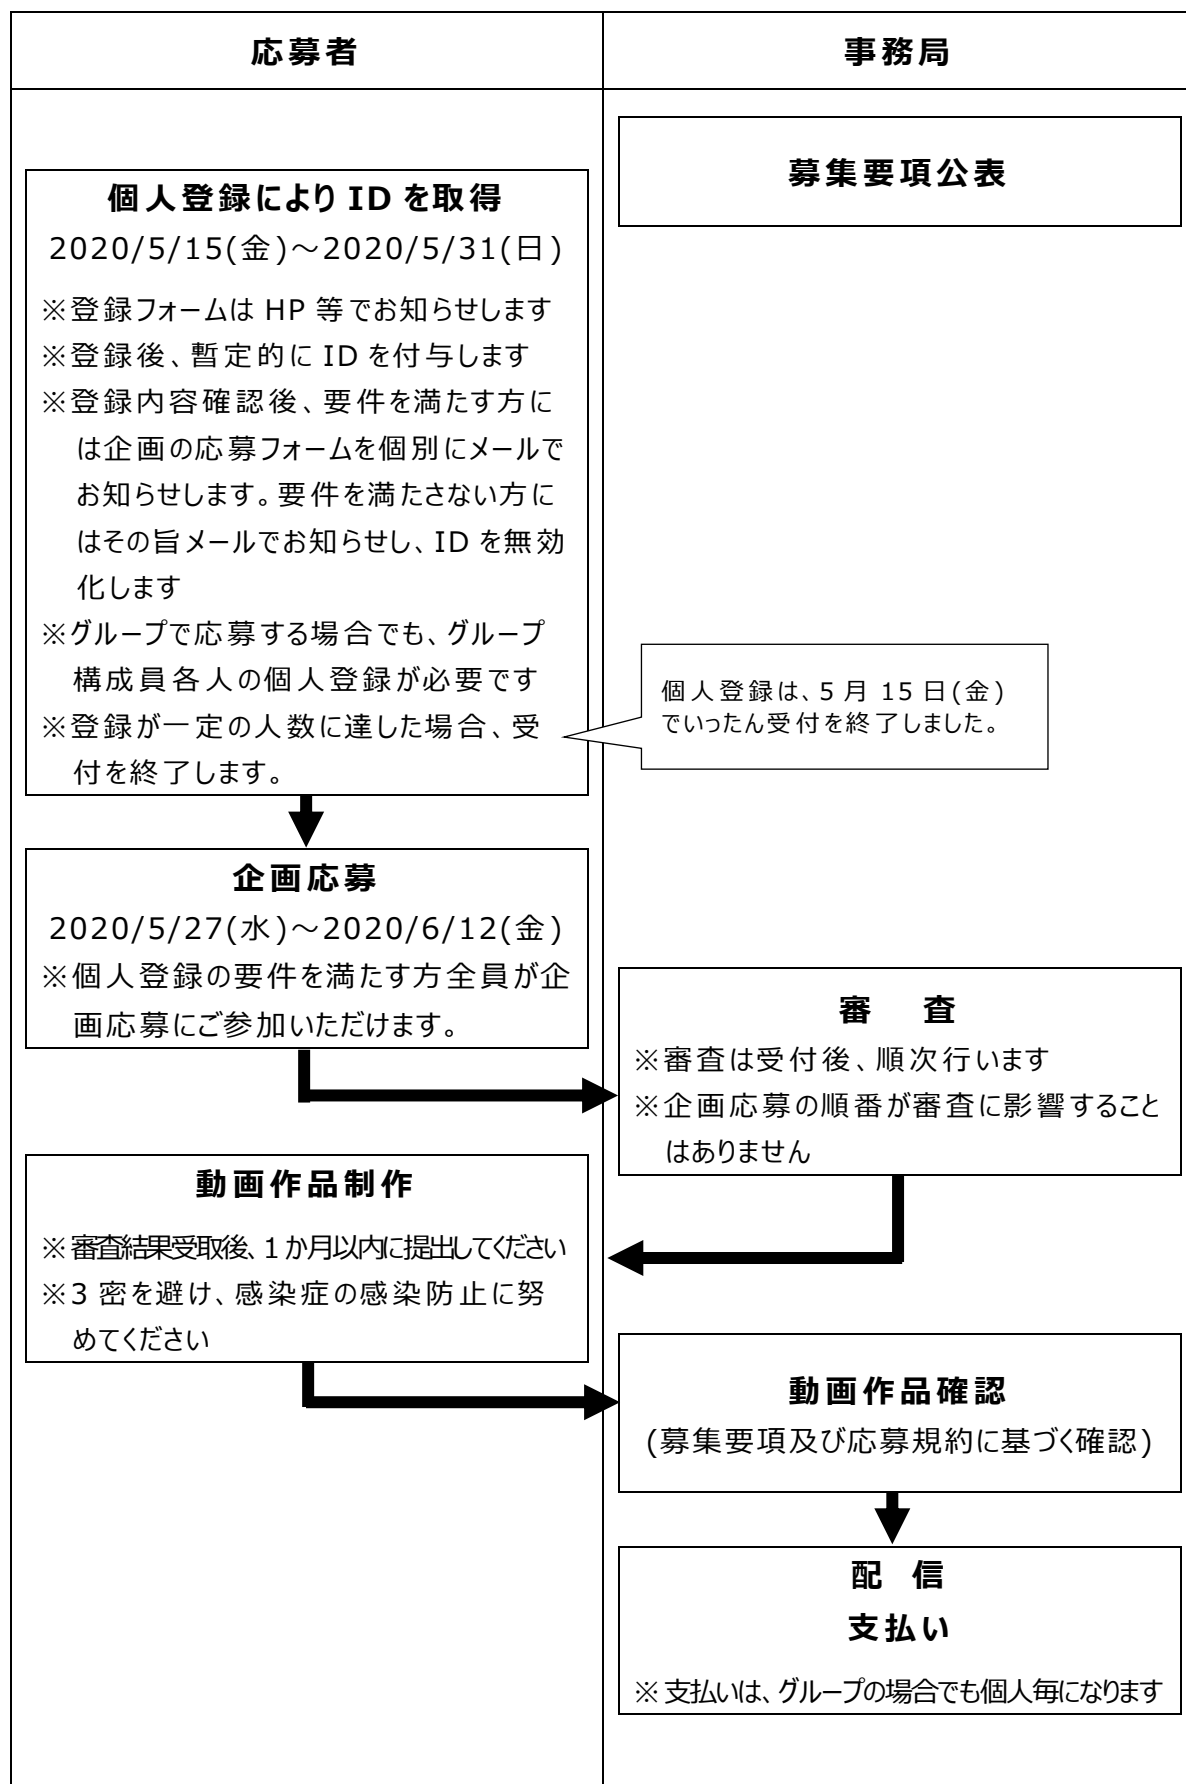 応募者
事務局
募集要項公表
個人登録により ID を取得
2020/5/15(金)～2020/5/31(日)
※登録フォームは HP 等でお知らせします
※登録後、暫定的に ID を付与します
※登録内容確認後、要件を満たす方に
は企画の応募フォームを個別にメールで
お知らせします。要件を満たさない方に
はその旨メールでお知らせし、ID を無効
化します
※グループで応募する場合でも、グループ
構成員各人の個人登録が必要です
※登録が一定の人数に達した場合、受
付を終了します。
個人登録は、5 月 15 日(金)
でいったん受付を終了しました。
企画応募
2020/5/27(水)～2020/6/12(金)
※個人登録の要件を満たす方全員が企
画応募にご参加いただけます。
審 査
※審査は受付後、順次行います
※企画応募の順番が審査に影響すること
はありません
動画作品制作
※審査結果受取後、1 か月以内に提出してください
※3 密を避け、感染症の感染防止に努
めてください
動画作品確認
(募集要項及び応募規約に基づく確認)
配 信
支払い
※支払いは、グループの場合でも個人毎になります